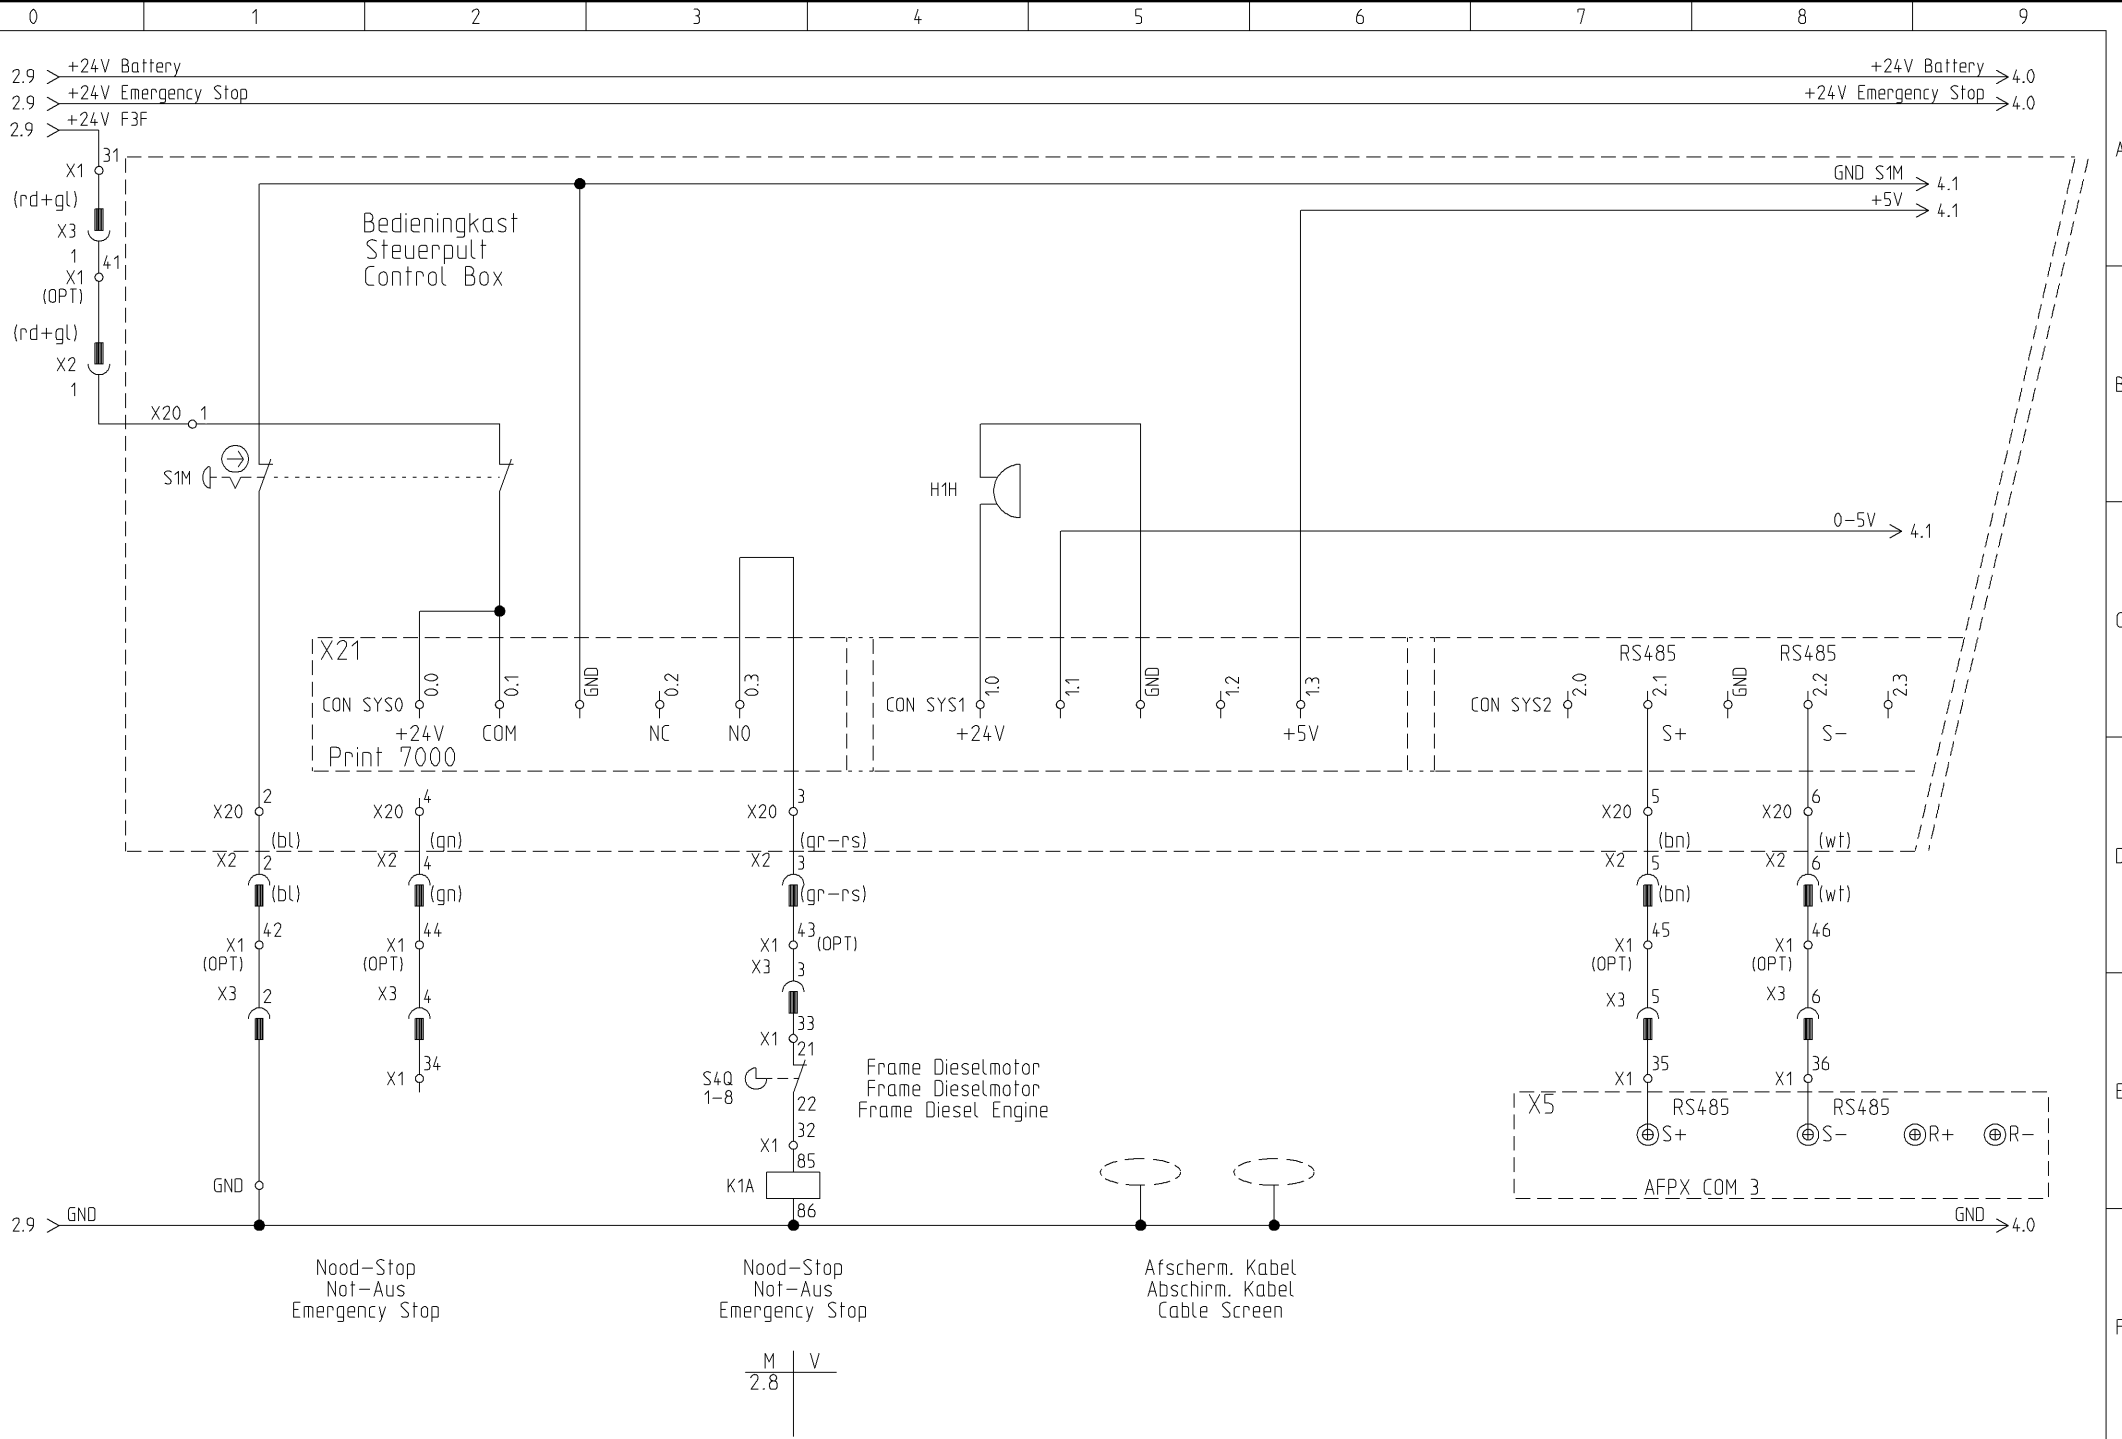 0 1 2 3 4 5 6 7 8 9
2.9 +24V Battery +24V Battery 4.0
2.9 +24V Emergency Stop +24V Emergency Stop 4.0
2.9 +24V F3F
31
X1
A
GND S1M 4.1
(rd+gl)
+5V 4.1
X3
1
Bedieningkast
Steuerpult
Control Box
41
X1
(OPT)
(rd+gl)
X2
1
B
X20 1
S1M
H1H
0-5V 4.1
C
X21
RS485 RS485
CON SYS0 0.0 0.1 GND 0.2 0.3
CON SYS1 1.0 1.1 GND 1.2 1.3
CON SYS2 2.0 2.1 GND 2.2 2.3
+24V COM NC NO +24V +5V S+ S-
Print 7000
2 4 3 5 6
X20 X20 X20 X20 X20
(bl) (gn) (gr-rs) (bn) (wt)
D
X2 2 X2 4 X2 3 X2 5 X2 6
(bl) (gn) (gr-rs) (bn) (wt)
42 44 43 45 46
X1 X1 X1 (OPT) X1 X1
(OPT) (OPT) (OPT) (OPT)
X3 3
X3 2 X3 4 X3 5 X3 6
33
X1
21
34
X1
35
X1
36
X1
S4Q
1-8
22
Frame Dieselmotor
Frame Dieselmotor
Frame Diesel Engine
E
X5 RS485 RS485
32
X1
S+ S- R+ R-
85
GND K1A
AFPX COM 3
86
2.9 GND GND 4.0
Nood-Stop
Not-Aus
Emergency Stop
Nood-Stop
Not-Aus
Emergency Stop
Afscherm. Kabel
Abschirm. Kabel
Cable Screen
F
M V
2.8